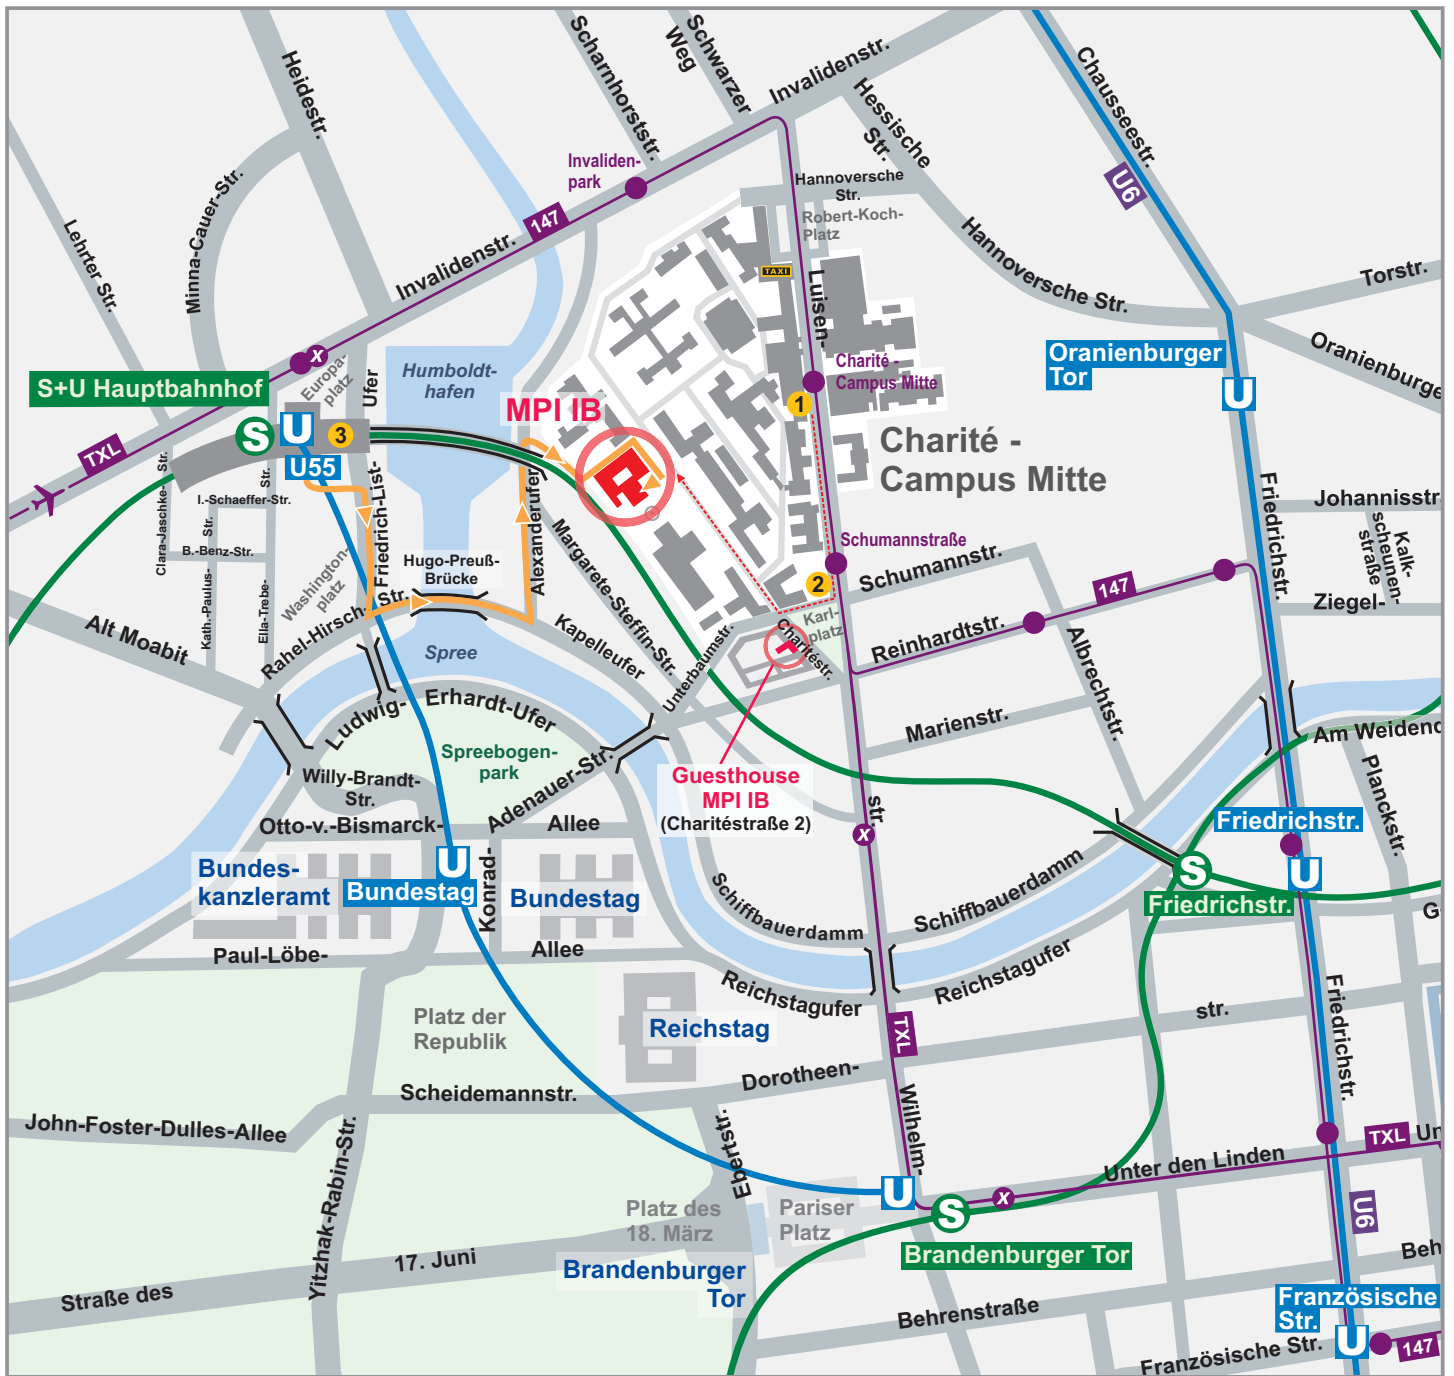 Heidestr.
Scharnhorststr.
Schwarzer
Weg
Invalidenstr.
Hessische
Str.
Chausseestr.
U6
Invaliden-
park
147
Invalidenstr.
Minna-Cauer-Str.
Lehrter Str.
Hannoversche
Str.
Robert-Koch-
Platz
Hannoversche Str.
Torstr.
Oranienburge
TAXI
Luisen-
Oranienburger
Tor
U
Charité -
Campus Mitte
1
Charité -
Campus Mitte
x
Europa-
platz
Ufer
Humboldt-
hafen
S+U Hauptbahnhof
S
U
3
U55
TXL
MPI IB
Clara-Jaschke-Str.
Str.
I.-Schaeffer-Str.
Str.
B.-Benz-Str.
Kath.-Paulus-
Ella-Trebe-
Washington-
platz
Friedrich-List-
Hugo-Preuß-
Brücke
Alexanderufer
Margarete-Steffin-Str.
Rahel-Hirsch-Str.
Kapelleufer
Alt Moabit
Spree
Schumannstraße
2
Schumannstr.
Karl-
platz
Charitéstr.
Unterbaumstr.
Reinhardtstr.
147
Albrechtstr.
Marienstr.
Friedrichstr.
Johannisstr
Kalk-
scheunen-
straße
Ziegel-
Am Weidend
Planckstr.
Ludwig-
Erhardt-Ufer
Spreebogen-
park
Willy-Brandt-
Str.
Otto-v.-Bismarck-
Allee
Konrad-
Adenauer-Str.
Guesthouse
MPI IB
(Charitéstraße 2)
str.
x
Bundes-
kanzleramt
U
Bundestag
Bundestag
Paul-Löbe-
Allee
Schiffbauerdamm
Schiffbauerdamm
Friedrichstr.
U
S
Friedrichstr.
G
Reichstagufer
Reichstagufer
Platz der
Republik
Reichstag
TXL
Dorotheen-
str.
Friedrichstr.
Scheidemannstr.
John-Foster-Dulles-Allee
Yitzhak-Rabin-Str.
Ebertstr.
Wilhelm-
Unter den Linden
TXL
Un
U
S
x
Brandenburger Tor
Platz des
18. März
Pariser
Platz
Brandenburger
Tor
17. Juni
Straße des
Behrenstraße
Beh
U6
Französische
Str.
U
Französische Str.
147